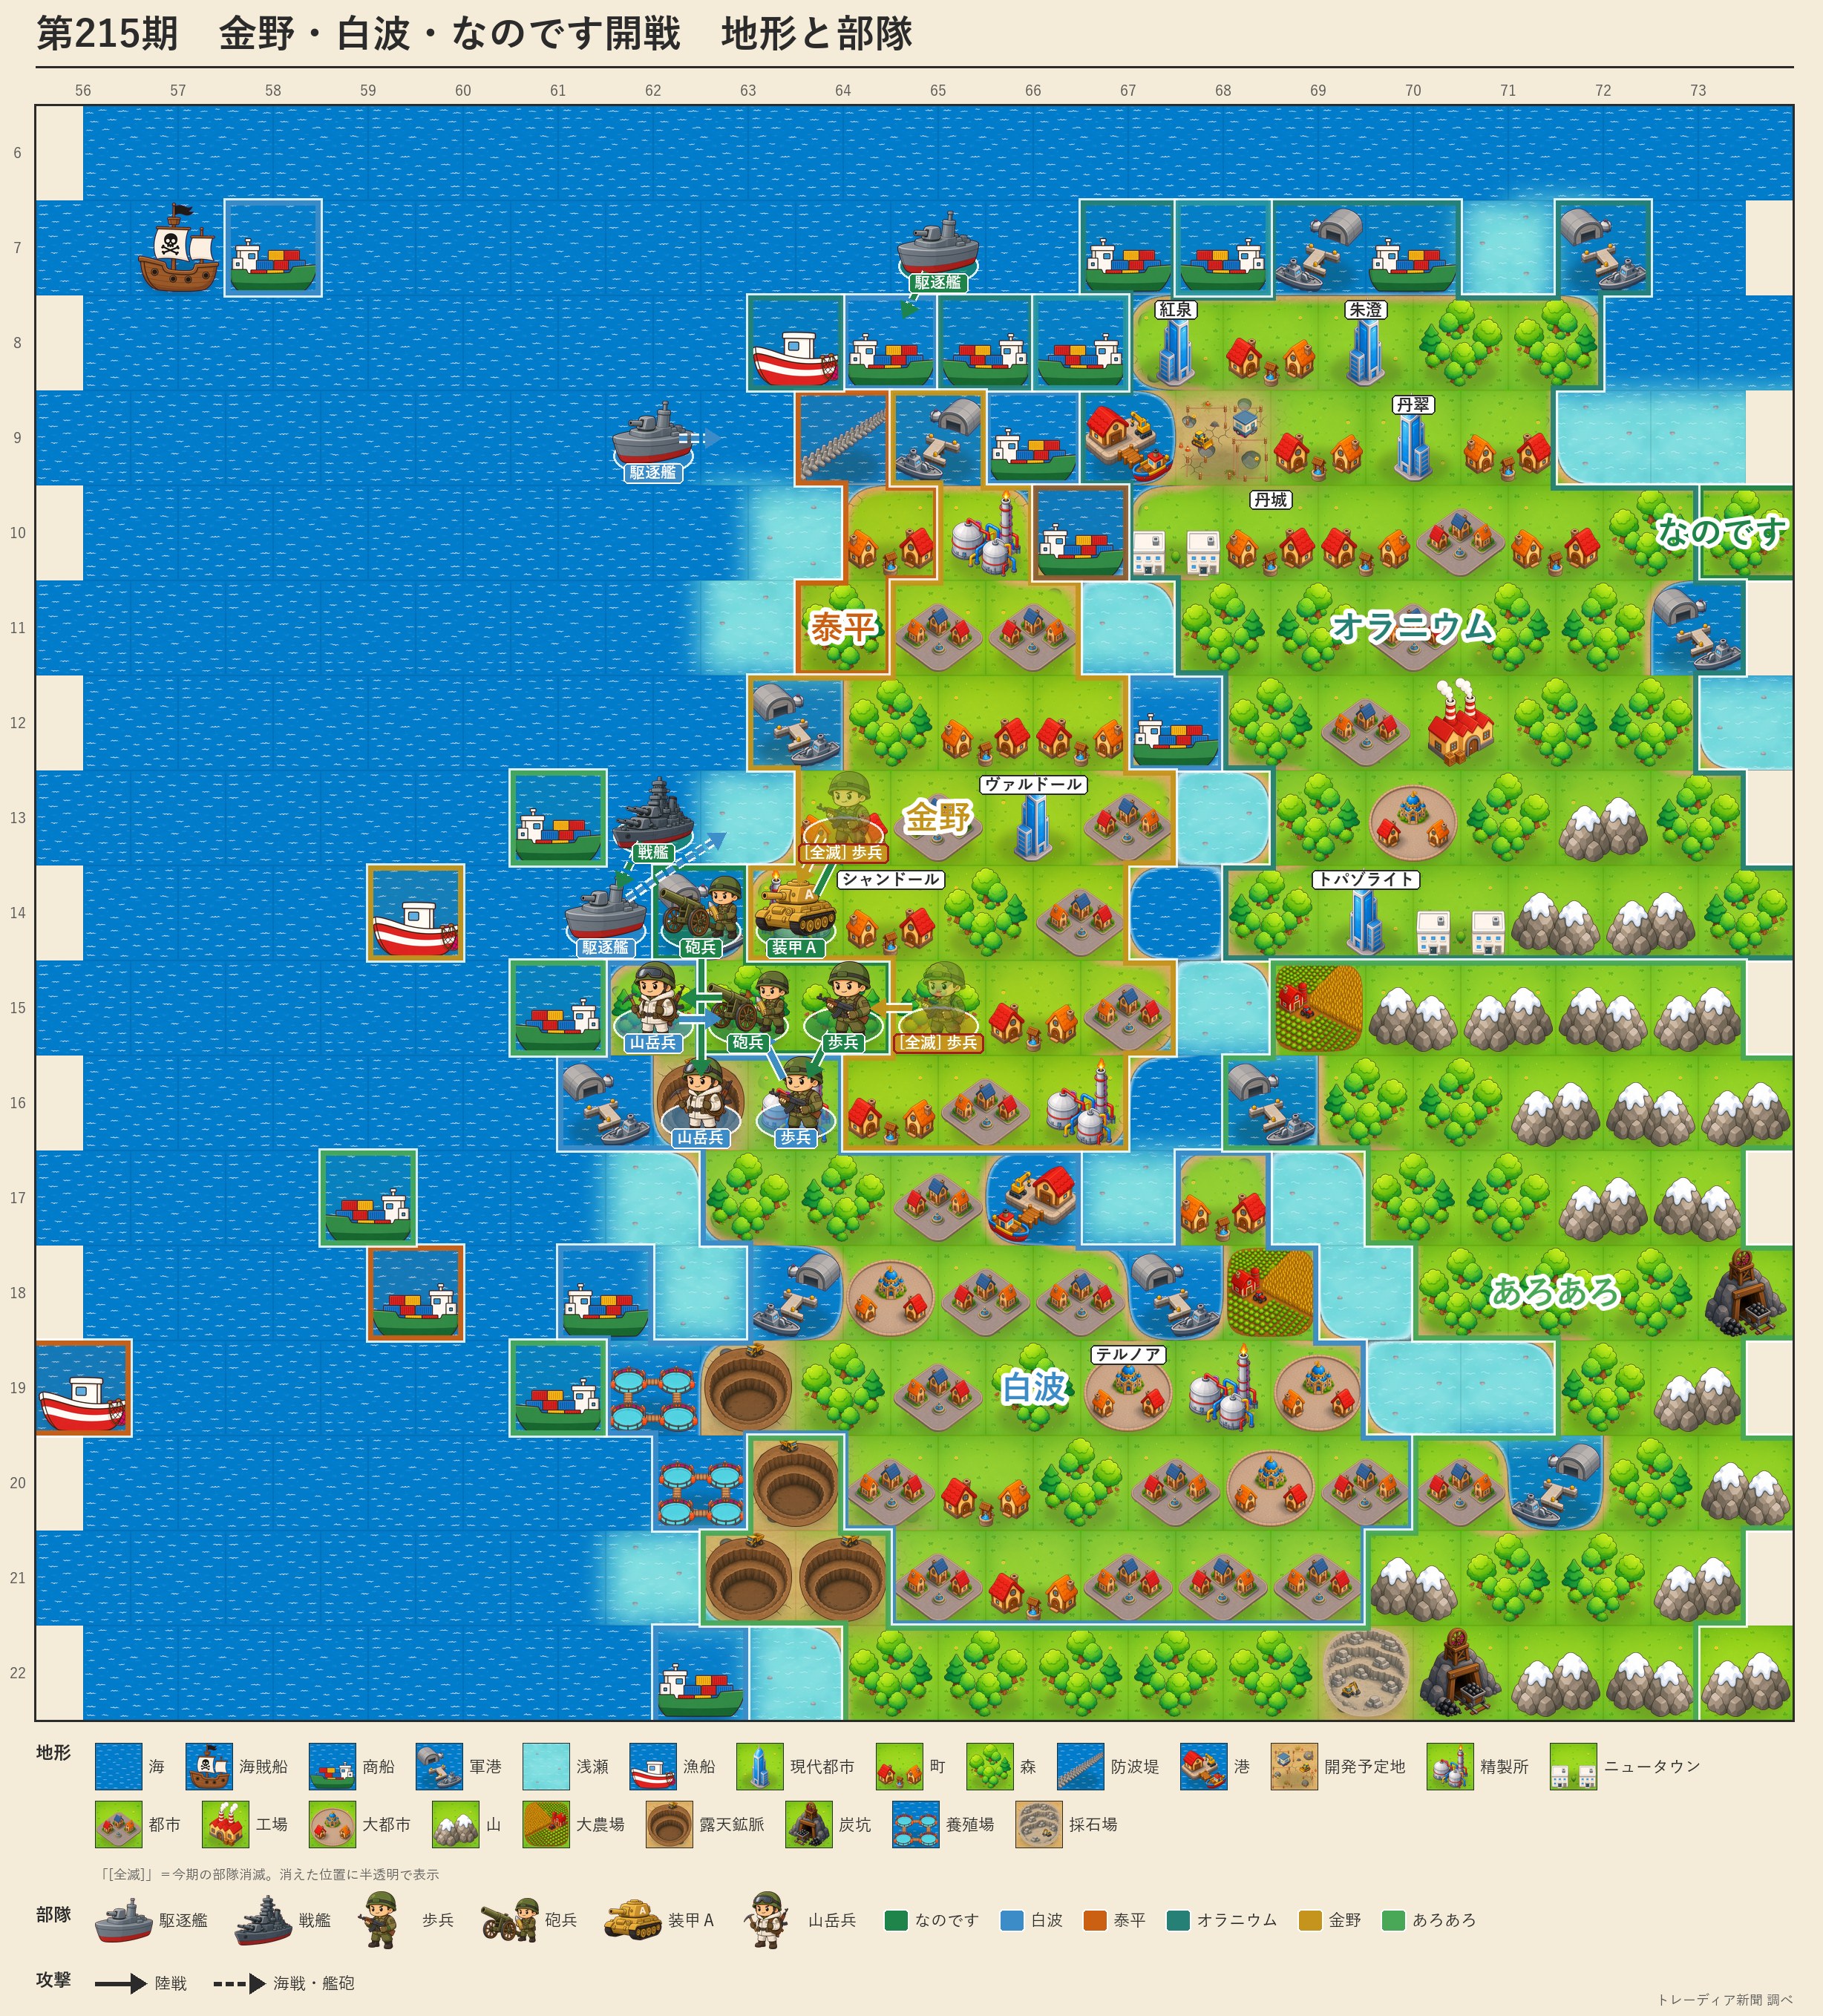 第215期　金野・白波・なのです開戦　地形と部隊
56 57 58 59 60 61 62 63 64 65 66 67 68 69 70 71 72 73
6
7
駆逐艦
8
紅泉 朱澄
9
駆逐艦 丹翠
10
丹城 なのです
11
泰平 オラニウム
12
13
ヴァルドール
金野
戦艦 [全滅] 歩兵
14
シャンドール トパゾライト
駆逐艦 砲兵 装甲A
15
山岳兵 砲兵 歩兵 [全滅] 歩兵
16
山岳兵 歩兵
17
18
あろあろ
19
テルノア
白波
20
21
22
地形 海 海賊船 商船 軍港 浅瀬 漁船 現代都市 町 森 防波堤 港 開発予定地 精製所 ニュータウン
都市 工場 大都市 山 大農場 露天鉱脈 炭坑 養殖場 採石場
「[全滅]」＝今期の部隊消滅。消えた位置に半透明で表示
部隊 駆逐艦 戦艦 歩兵 砲兵 装甲A 山岳兵 なのです 白波 泰平 オラニウム 金野 あろあろ
攻撃 陸戦 海戦・艦砲
トレーディア新聞 調べ